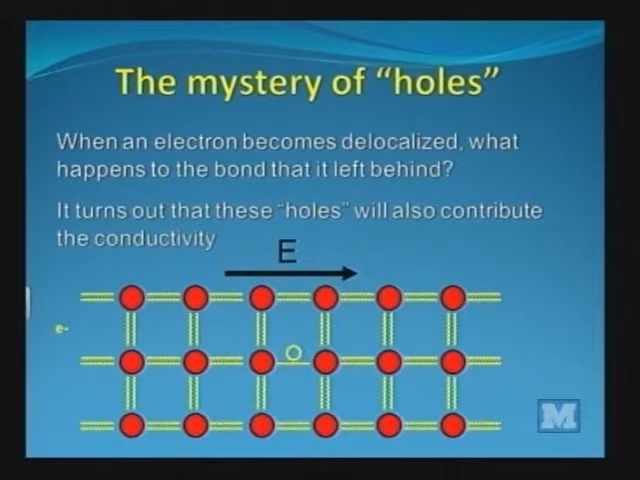 The mystery of “holes”
When an electron becomes delocalized, what
happens to the bond that it left behind?
It turns out that these “holes” will also contribute
the conductivity
E
e-
M